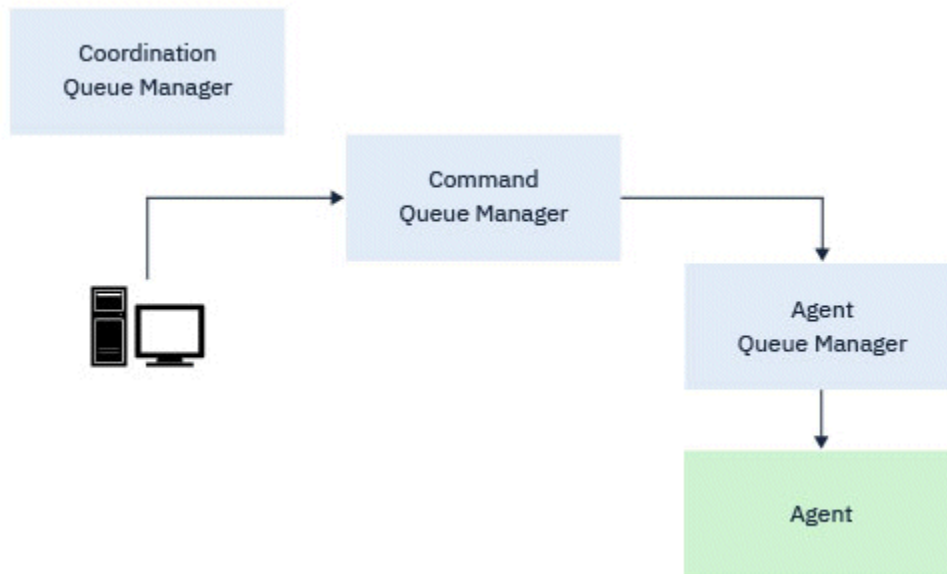 Coordination
Queue Manager
Command
Queue Manager
Agent
Queue Manager
Agent